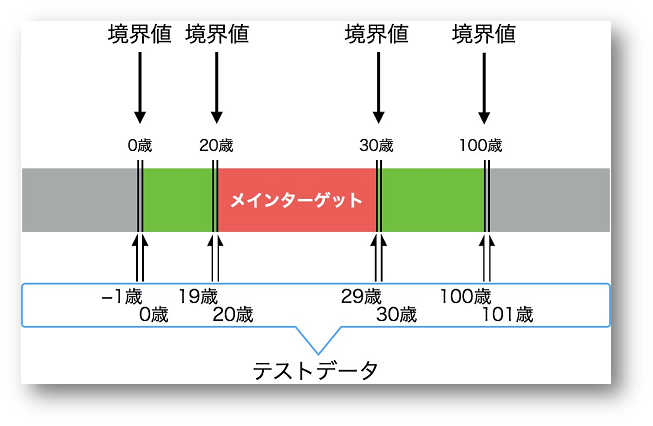 境界値 境界値 境界値 境界値
0歳 20歳 30歳 100歳
メインターゲット
–1歳 19歳 29歳 100歳
0歳 20歳 30歳 101歳
テストデータ